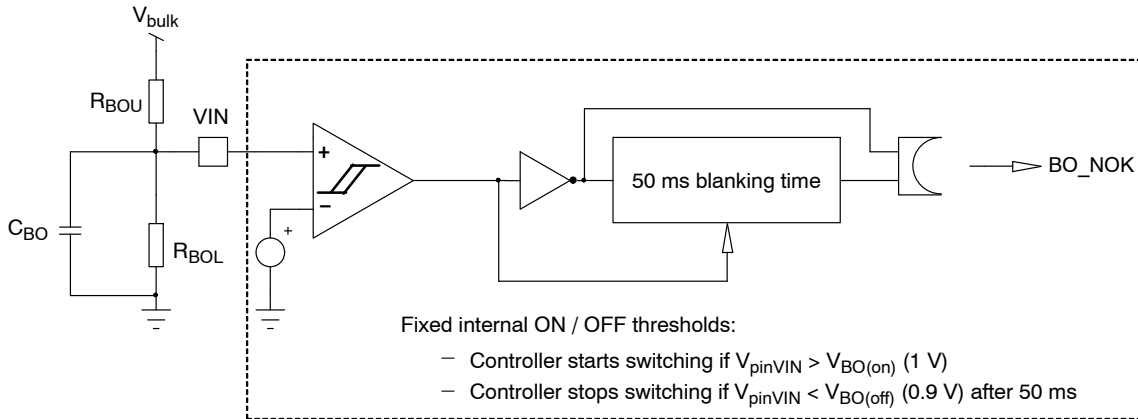 Vbulk
RBOU
VIN
+
−
+
CBO
RBOL
50 ms blanking time
BO_NOK
Fixed internal ON / OFF thresholds:
− Controller starts switching if VpinVIN > VBO(on) (1 V)
− Controller stops switching if VpinVIN < VBO(off) (0.9 V) after 50 ms